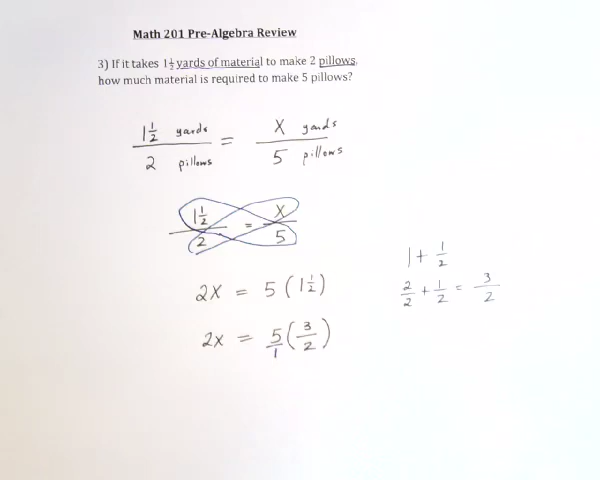 Math 201 Pre-Algebra Review
3) If it takes 1½ yards of material to make 2 pillows,
how much material is required to make 5 pillows?
1½ yards / 2 pillows = X yards / 5 pillows
1½ / 2 = X / 5
2X = 5 (1½)
2X = 5/1 (3/2)
1 + 1/2
2/2 + 1/2 = 3/2